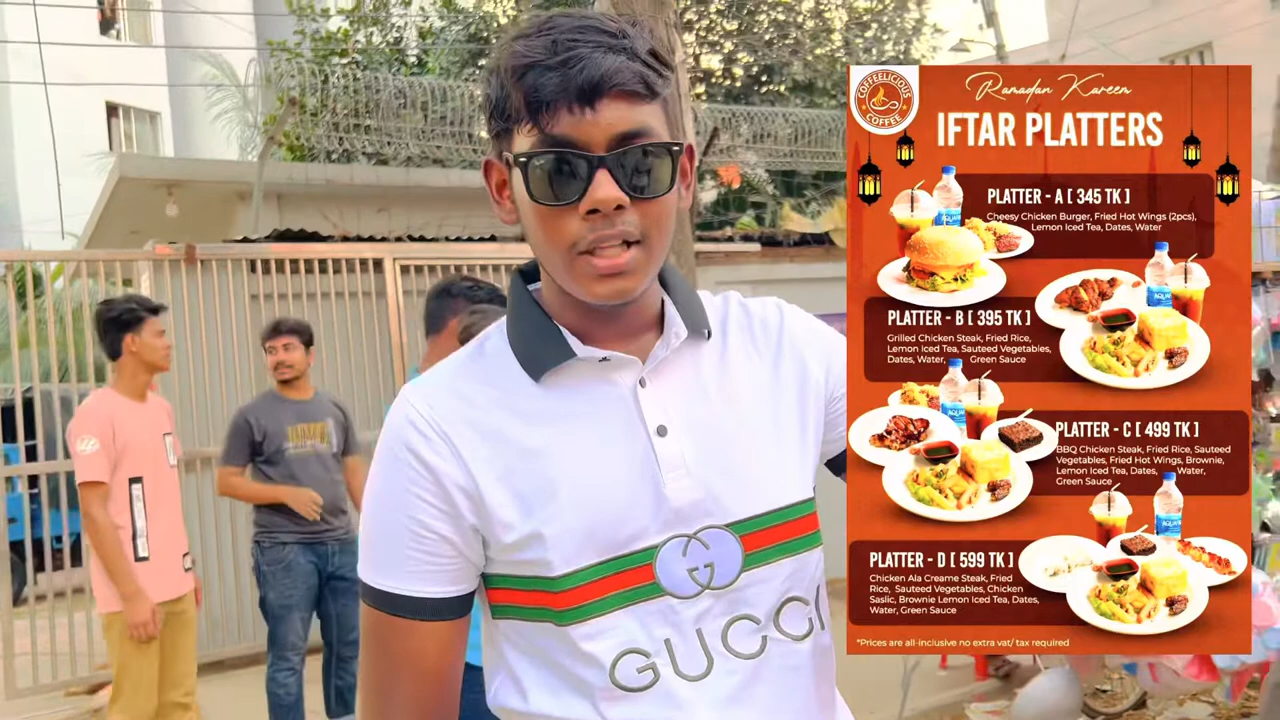 COFFEELICIOUS
COFFEE
Ramadan Kareem
IFTAR PLATTERS
PLATTER - A [ 345 TK ]
Cheesy Chicken Burger, Fried Hot Wings (2pcs),
Lemon Iced Tea, Dates, Water
PLATTER - B [ 395 TK ]
Grilled Chicken Steak, Fried Rice,
Lemon Iced Tea, Sauteed Vegetables,
Dates, Water, Green Sauce
PLATTER - C [ 499 TK ]
BBQ Chicken Steak, Fried Rice, Sauteed
Vegetables, Fried Hot Wings, Brownie,
Lemon Iced Tea, Dates, Water,
Green Sauce
PLATTER - D [ 599 TK ]
Chicken Ala Creame Steak, Fried
Rice, Sauteed Vegetables, Chicken
Saslic, Brownie Lemon Iced Tea, Dates,
Water, Green Sauce
*Prices are all-inclusive no extra vat/ tax required
GUCCI